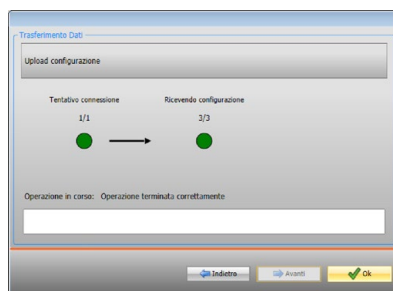 Trasferimento Dati
Upload configurazione
Tentativo connessione Ricevendo configurazione
1/1 3/3
Operazione in corso: Operazione terminata correttamente
Indietro Avanti Ok